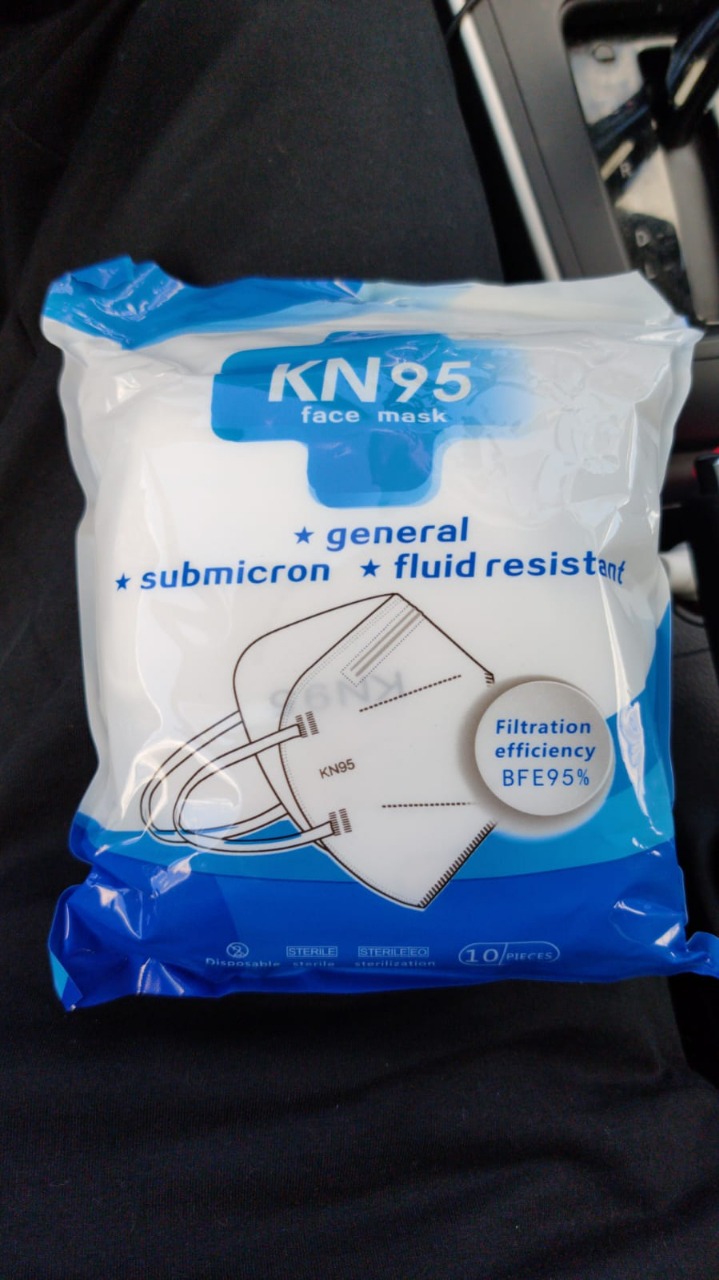 KN95
face mask
★ general
★ submicron ★ fluid resistant
KN95
Filtration
efficiency
BFE95%
2 STERILE STERILE EO 10/PIECES
Disposable sterile sterilization
R
D